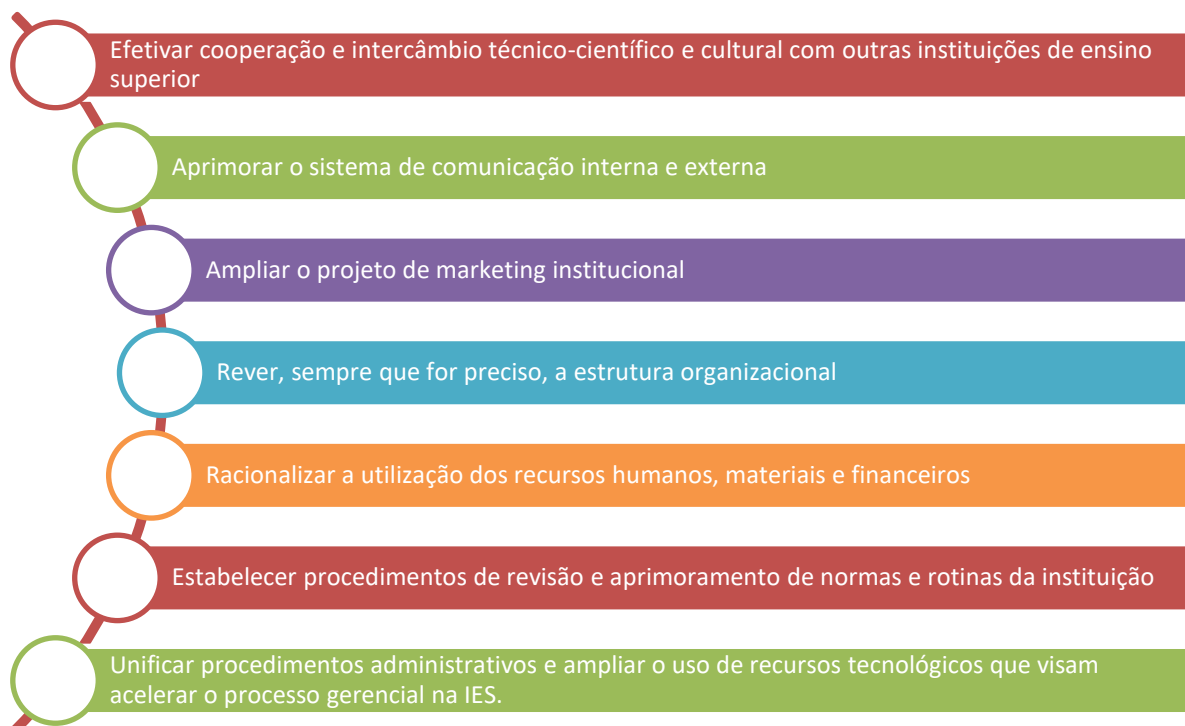 Efetivar cooperação e intercâmbio técnico-científico e cultural com outras instituições de ensino
superior
Aprimorar o sistema de comunicação interna e externa
Ampliar o projeto de marketing institucional
Rever, sempre que for preciso, a estrutura organizacional
Racionalizar a utilização dos recursos humanos, materiais e financeiros
Estabelecer procedimentos de revisão e aprimoramento de normas e rotinas da instituição
Unificar procedimentos administrativos e ampliar o uso de recursos tecnológicos que visam
acelerar o processo gerencial na IES.